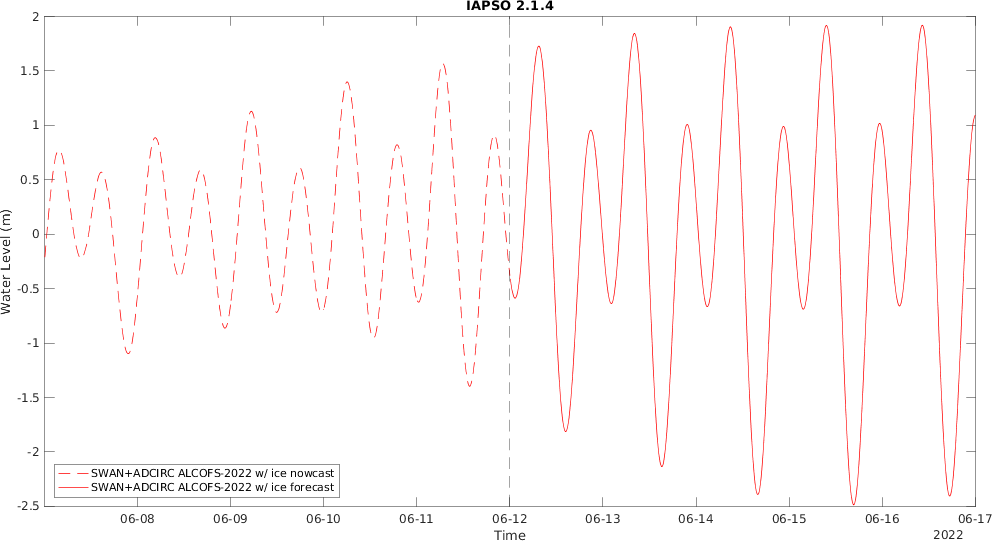 IAPSO 2.1.4
2
1.5
1
0.5
0
-0.5
-1
-1.5
-2
-2.5
Water Level (m)
SWAN+ADCIRC ALCOFS-2022 w/ ice nowcast
SWAN+ADCIRC ALCOFS-2022 w/ ice forecast
06-08 06-09 06-10 06-11 06-12 06-13 06-14 06-15 06-16 06-17
Time
2022